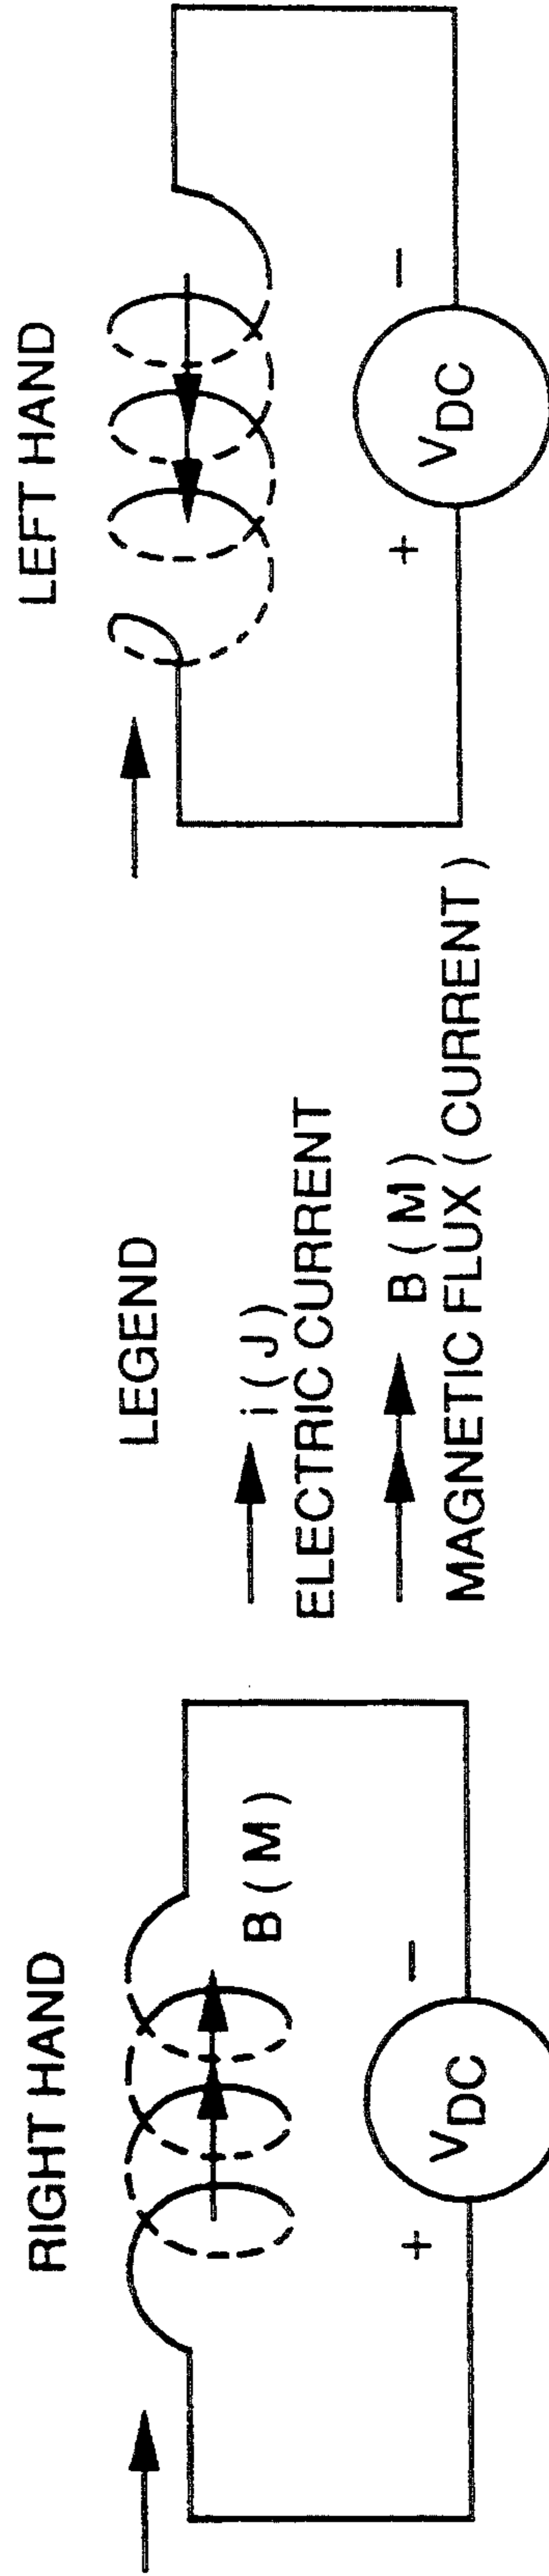 RIGHT HAND
B ( M )
+
−
VDC
LEGEND
i ( J )
ELECTRIC CURRENT
B ( M )
MAGNETIC FLUX ( CURRENT )
LEFT HAND
+
−
VDC